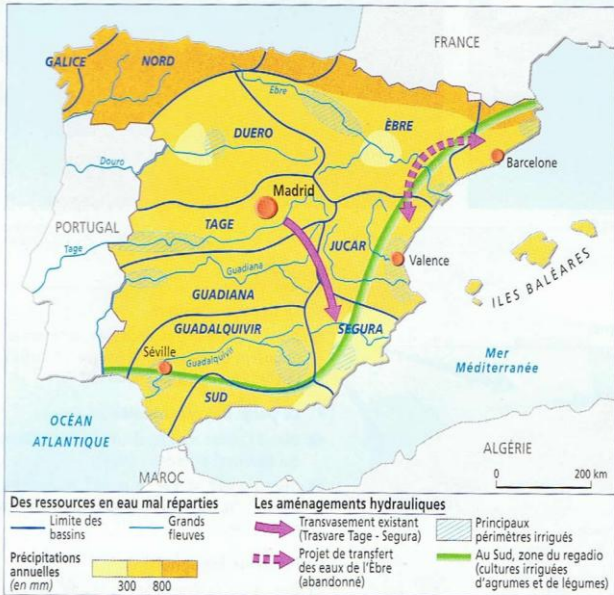 FRANCE
GALICE
NORD
Ebre
DUERO
ÈBRE
Douro
Barcelone
Madrid
PORTUGAL
TAGE
JUCAR
Tage
Valence
Guadiana
ILES BALÉARES
GUADIANA
GUADALQUIVIR
SEGURA
Séville
Guadalquivir
Mer
Méditerranée
SUD
OCÉAN
ATLANTIQUE
ALGÉRIE
MAROC
0 200 km
Des ressources en eau mal réparties
Limite des
bassins
Grands
fleuves
Précipitations
annuelles
(en mm)
300 800
Les aménagements hydrauliques
Transvasement existant
(Trasvare Tage - Segura)
Projet de transfert
des eaux de l'Èbre
(abandonné)
Principaux
périmètres irrigués
Au Sud, zone du regadio
(cultures irriguées
d'agrumes et de légumes)